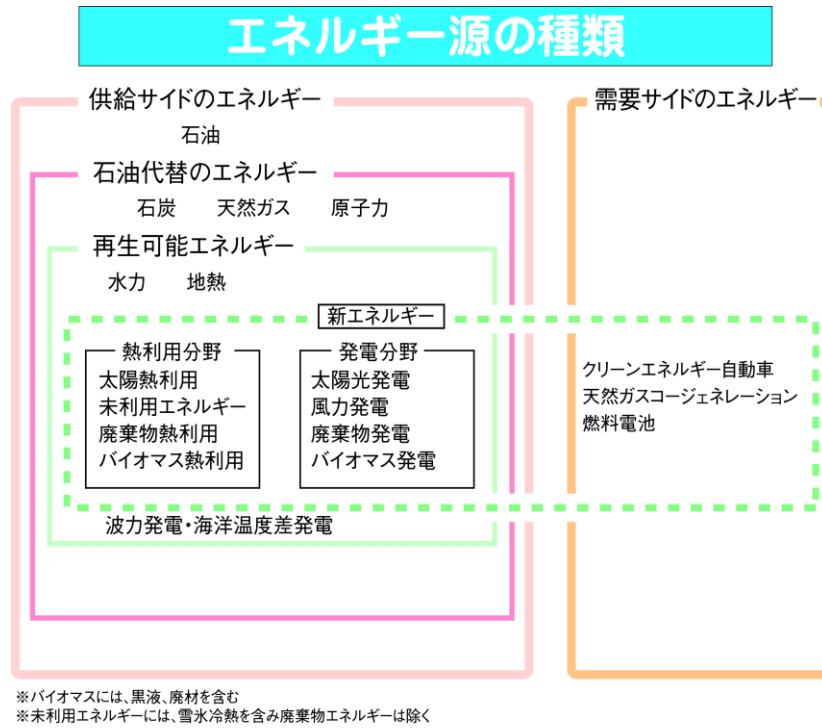 エネルギー源の種類
供給サイドのエネルギー
需要サイドのエネルギー
石油
石油代替のエネルギー
石炭 天然ガス 原子力
再生可能エネルギー
水力 地熱
新エネルギー
熱利用分野
太陽熱利用
未利用エネルギー
廃棄物熱利用
バイオマス熱利用
発電分野
太陽光発電
風力発電
廃棄物発電
バイオマス発電
クリーンエネルギー自動車
天然ガスコージェネレーション
燃料電池
波力発電・海洋温度差発電
※バイオマスには、黒液、廃材を含む
※未利用エネルギーには、雪氷冷熱を含み廃棄物エネルギーは除く